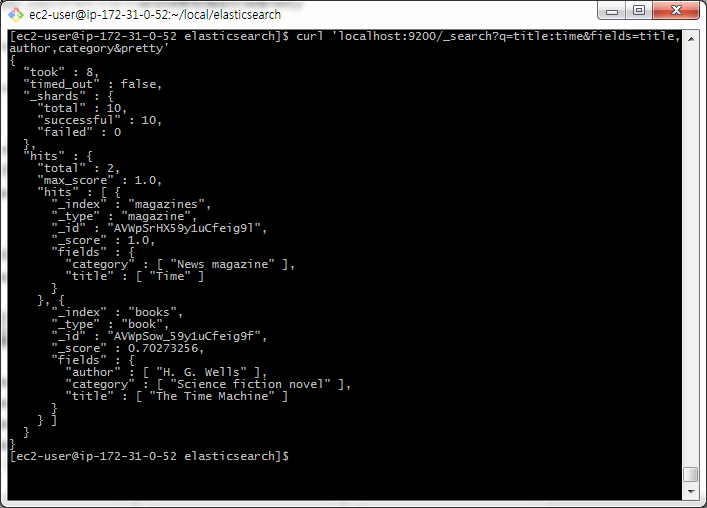 ec2-user@ip-172-31-0-52:~/local/elasticsearch
[ec2-user@ip-172-31-0-52 elasticsearch]$ curl 'localhost:9200/_search?q=title:time&fields=title,
author,category&pretty'
{
  "took" : 8,
  "timed_out" : false,
  "_shards" : {
    "total" : 10,
    "successful" : 10,
    "failed" : 0
  },
  "hits" : {
    "total" : 2,
    "max_score" : 1.0,
    "hits" : [ {
      "_index" : "magazines",
      "_type" : "magazine",
      "_id" : "AVWpSrHX59y1uCfeig9l",
      "_score" : 1.0,
      "fields" : {
        "category" : [ "News magazine" ],
        "title" : [ "Time" ]
      }
    }, {
      "_index" : "books",
      "_type" : "book",
      "_id" : "AVWpSow_59y1uCfeig9f",
      "_score" : 0.70273256,
      "fields" : {
        "author" : [ "H. G. Wells" ],
        "category" : [ "Science fiction novel" ],
        "title" : [ "The Time Machine" ]
      }
    } ]
  }
}
[ec2-user@ip-172-31-0-52 elasticsearch]$